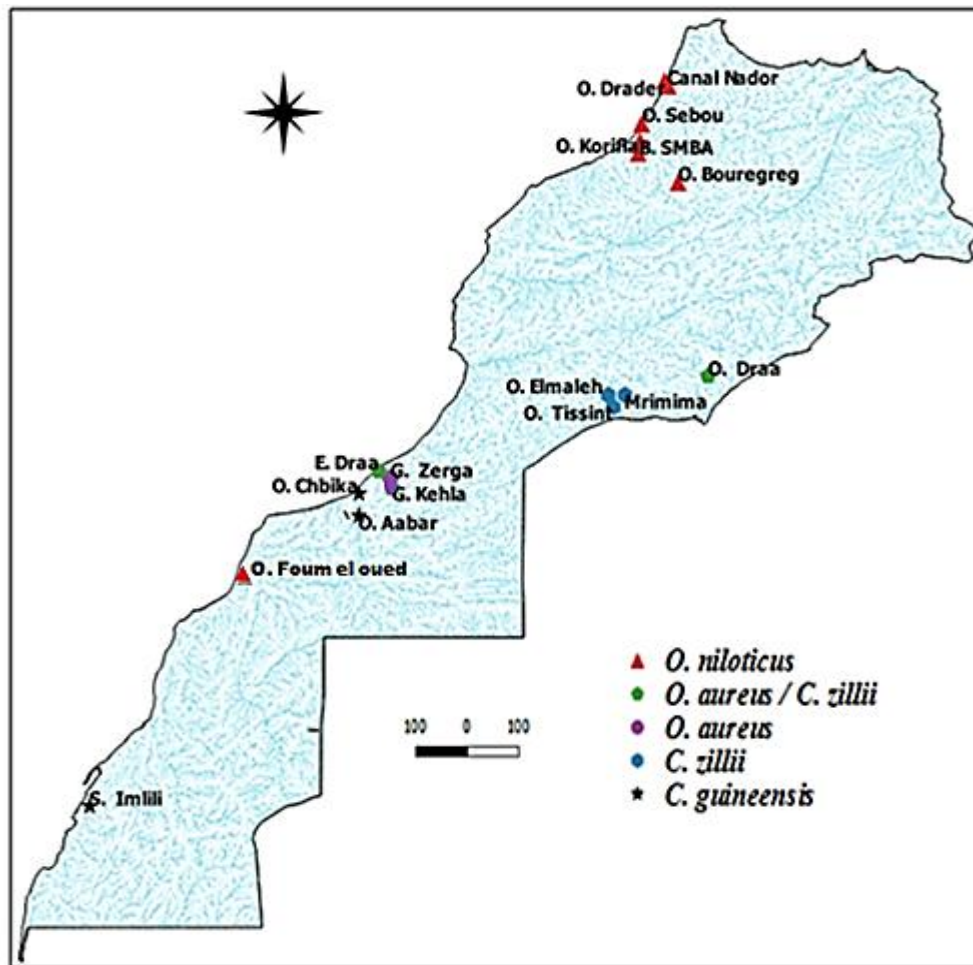 Canal Nador
O. Drader
O. Sebou
O. Korifla
B. SMBA
O. Bouregreg
O. Draa
O. Elmaleh
Mrimima
O. Tissint
E. Draa
G. Zerga
O. Chbika
G. Kehla
O. Aabar
O. Foum el oued
O. niloticus
O. aureus / C. zillii
O. aureus
100 0 100
C. zillii
C. guineensis
S. Imlili